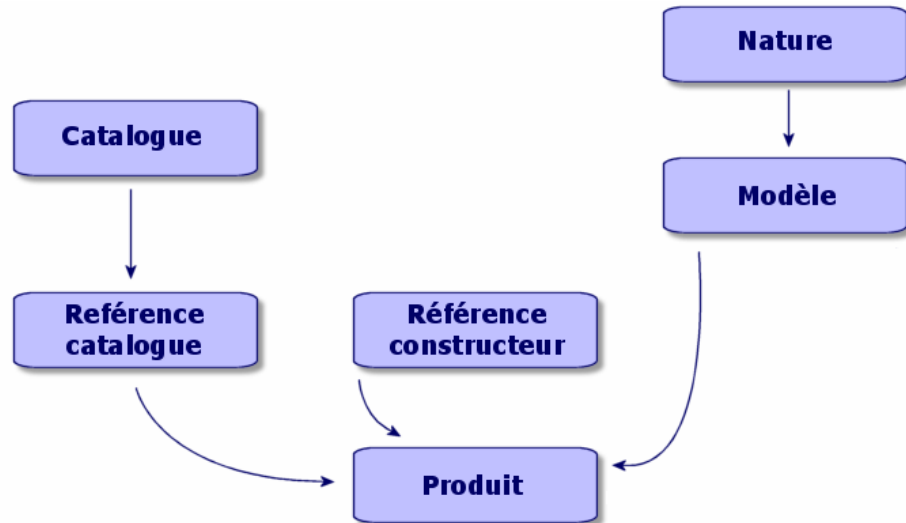 Nature
Catalogue
Modèle
Reférence
catalogue
Référence
constructeur
Produit